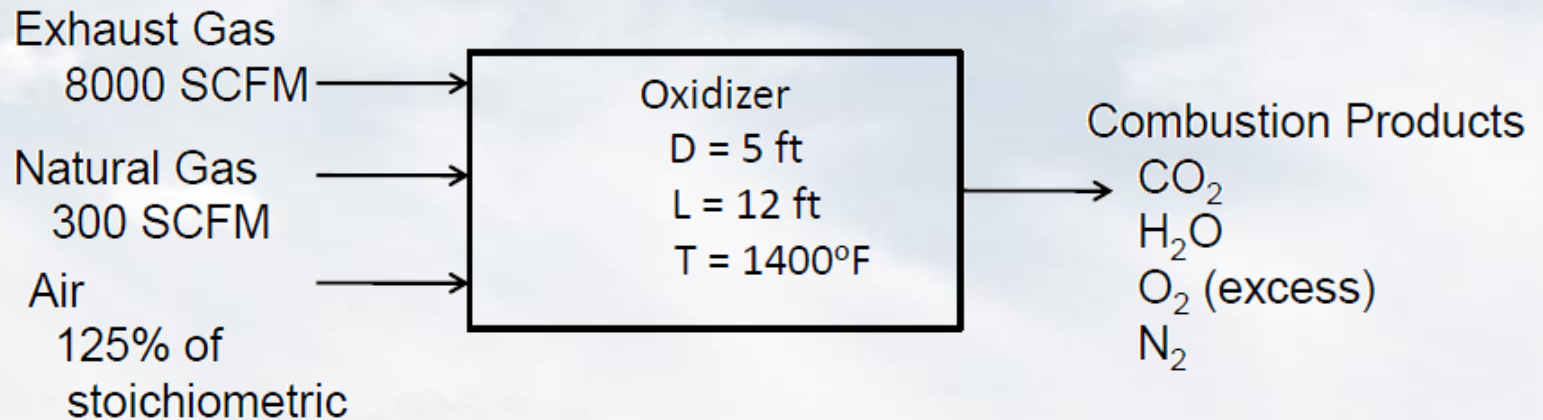 Exhaust Gas
8000 SCFM
Natural Gas
300 SCFM
Air
125% of
stoichiometric
Oxidizer
D = 5 ft
L = 12 ft
T = 1400°F
Combustion Products
CO₂
H₂O
O₂ (excess)
N₂